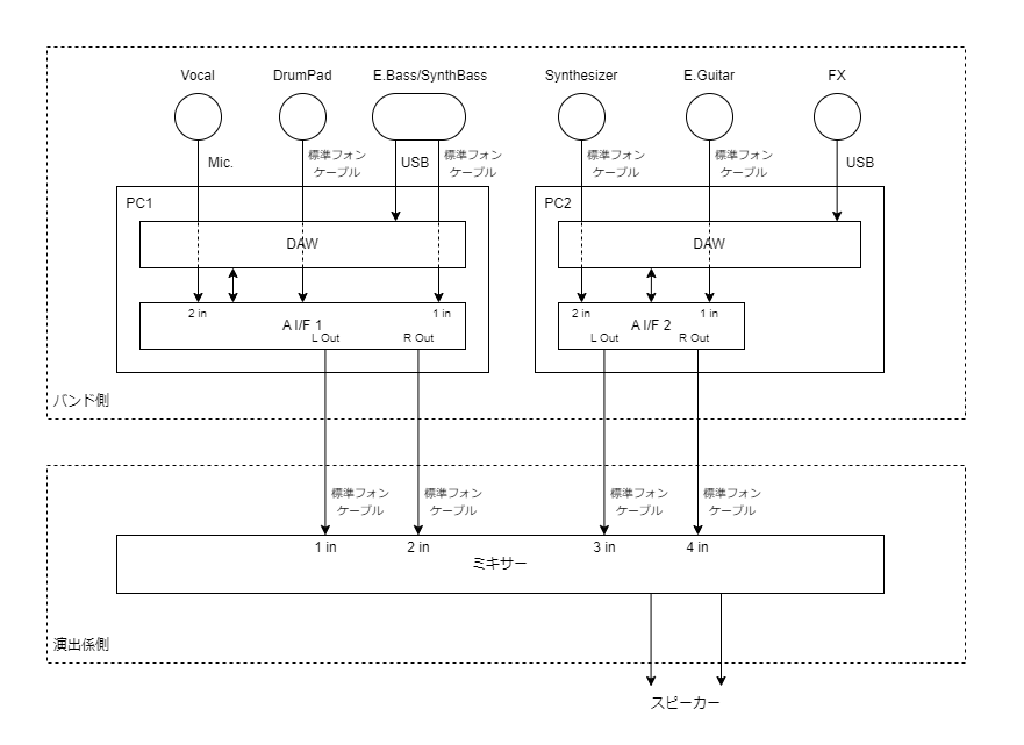 Vocal
DrumPad
E.Bass/SynthBass
Synthesizer
E.Guitar
FX
Mic.
標準フォン
ケーブル
USB
標準フォン
ケーブル
標準フォン
ケーブル
標準フォン
ケーブル
USB
PC1
PC2
DAW
DAW
2 in
1 in
A I/F 1
L Out
R Out
2 in
1 in
A I/F 2
L Out
R Out
バンド側
標準フォン
ケーブル
標準フォン
ケーブル
標準フォン
ケーブル
標準フォン
ケーブル
1 in
2 in
3 in
4 in
ミキサー
演出係側
スピーカー